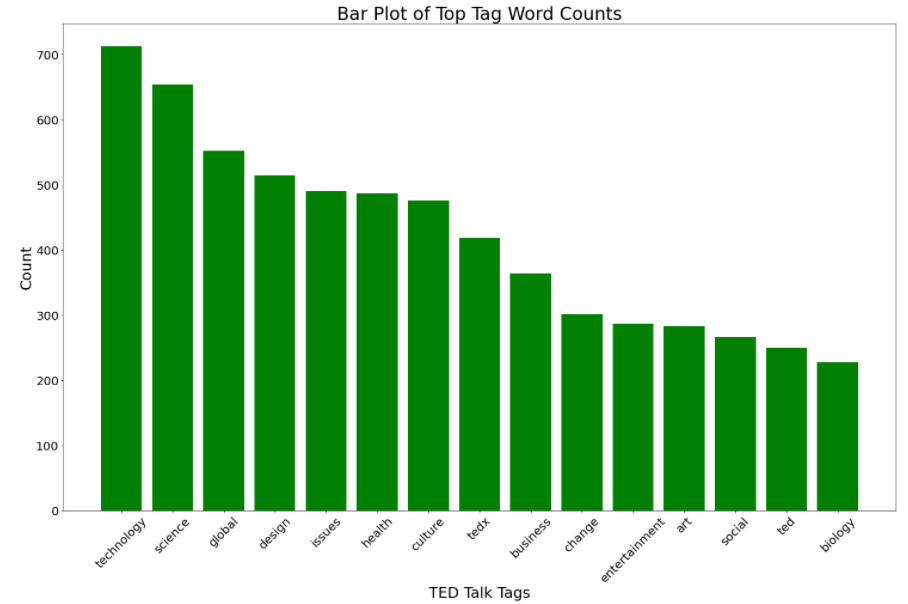 Bar Plot of Top Tag Word Counts
700
600
500
400
300
200
100
0
Count
technology
science
global
design
issues
health
culture
tedx
business
change
entertainment
art
social
ted
biology
TED Talk Tags